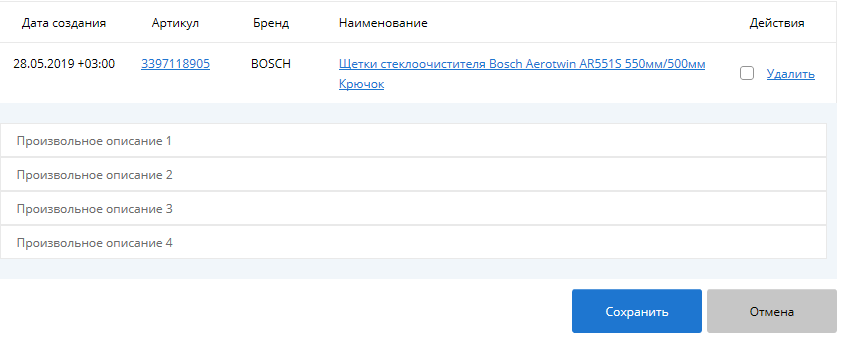 Дата создания Артикул Бренд Наименование Действия
28.05.2019 +03:00 3397118905 BOSCH Щетки стеклоочистителя Bosch Aerotwin AR551S 550мм/500мм
Крючок Удалить
Произвольное описание 1
Произвольное описание 2
Произвольное описание 3
Произвольное описание 4
Сохранить Отмена